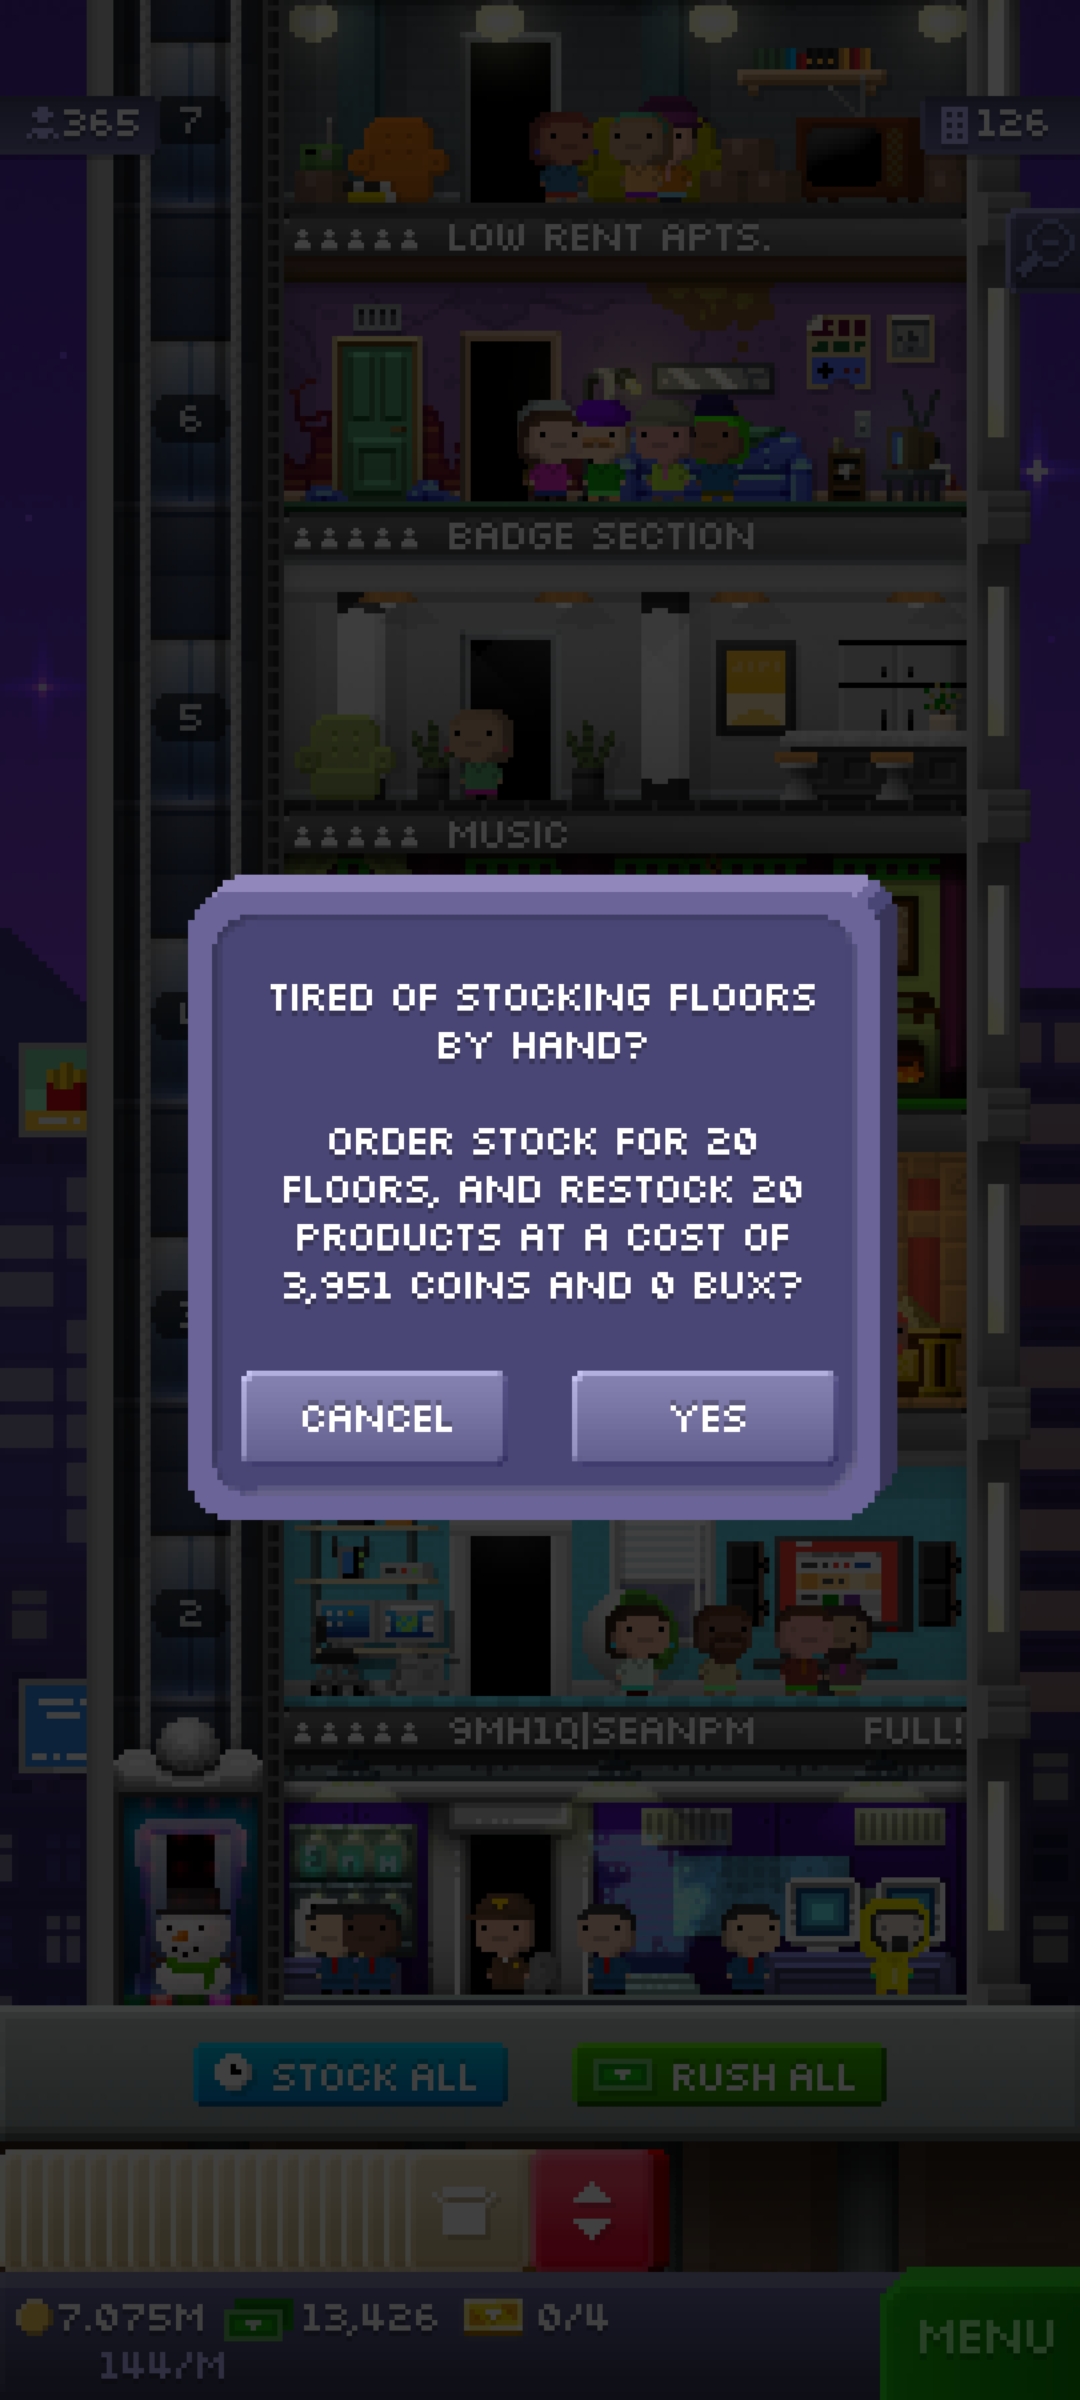 365
7
126
LOW RENT APTS.
6
BADGE SECTION
5
MUSIC
TIRED OF STOCKING FLOORS
BY HAND?
ORDER STOCK FOR 20
FLOORS, AND RESTOCK 20
PRODUCTS AT A COST OF
3,951 COINS AND 0 BUX?
CANCEL
YES
2
9MH1Q|SEANPM
FULL!
STOCK ALL
RUSH ALL
7.075M
13,426
0/4
144/M
MENU